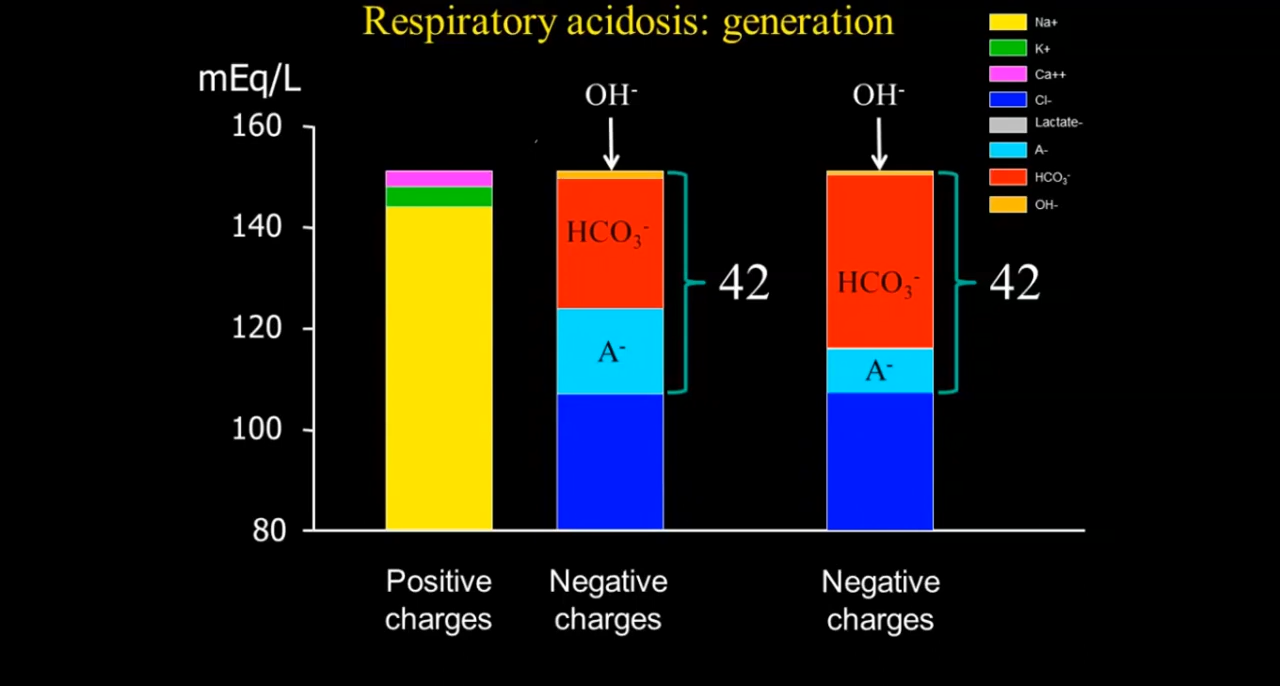 Respiratory acidosis: generation
mEq/L
160
140
120
100
80
OH-
HCO3-
A-
42
OH-
HCO3-
A-
42
Positive
charges
Negative
charges
Negative
charges
Na+
K+
Ca++
Cl-
Lactate-
A-
HCO3-
OH-